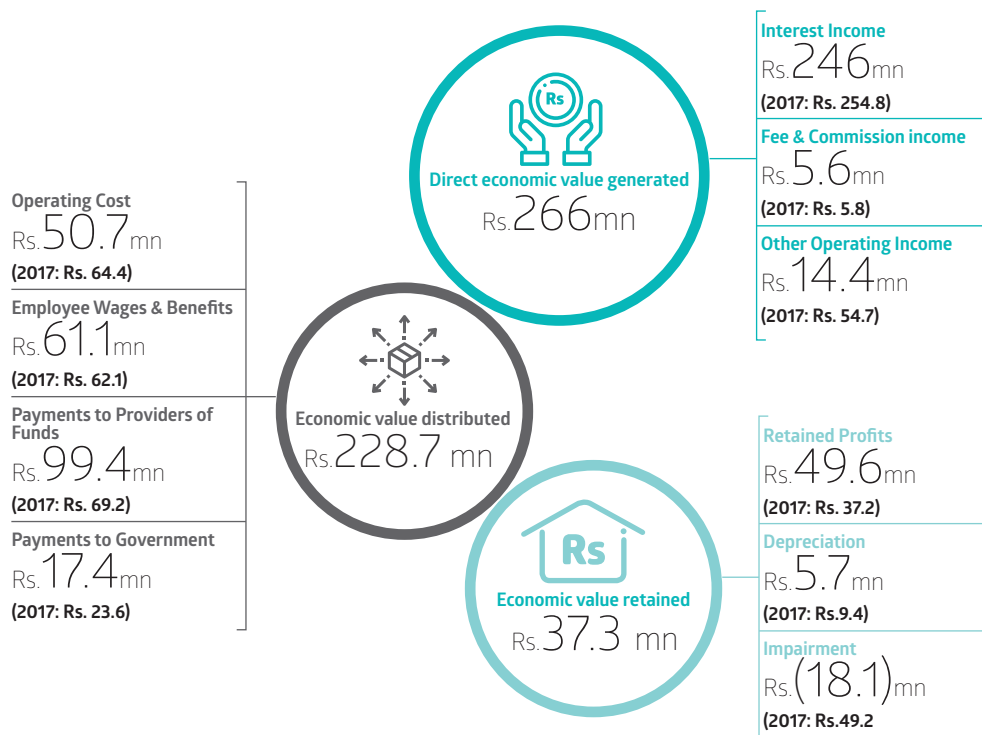 Rs
Direct economic value generated
Rs.266mn
Interest Income
Rs.246mn
(2017: Rs. 254.8)
Fee & Commission income
Rs.5.6mn
(2017: Rs. 5.8)
Other Operating Income
Rs.14.4mn
(2017: Rs. 54.7)
Operating Cost
Rs.50.7mn
(2017: Rs. 64.4)
Employee Wages & Benefits
Rs.61.1mn
(2017: Rs. 62.1)
Payments to Providers of
Funds
Rs.99.4mn
(2017: Rs. 69.2)
Payments to Government
Rs.17.4mn
(2017: Rs. 23.6)
Economic value distributed
Rs.228.7 mn
Rs
Economic value retained
Rs.37.3 mn
Retained Profits
Rs.49.6mn
(2017: Rs. 37.2)
Depreciation
Rs.5.7mn
(2017: Rs.9.4)
Impairment
Rs.(18.1)mn
(2017: Rs.49.2